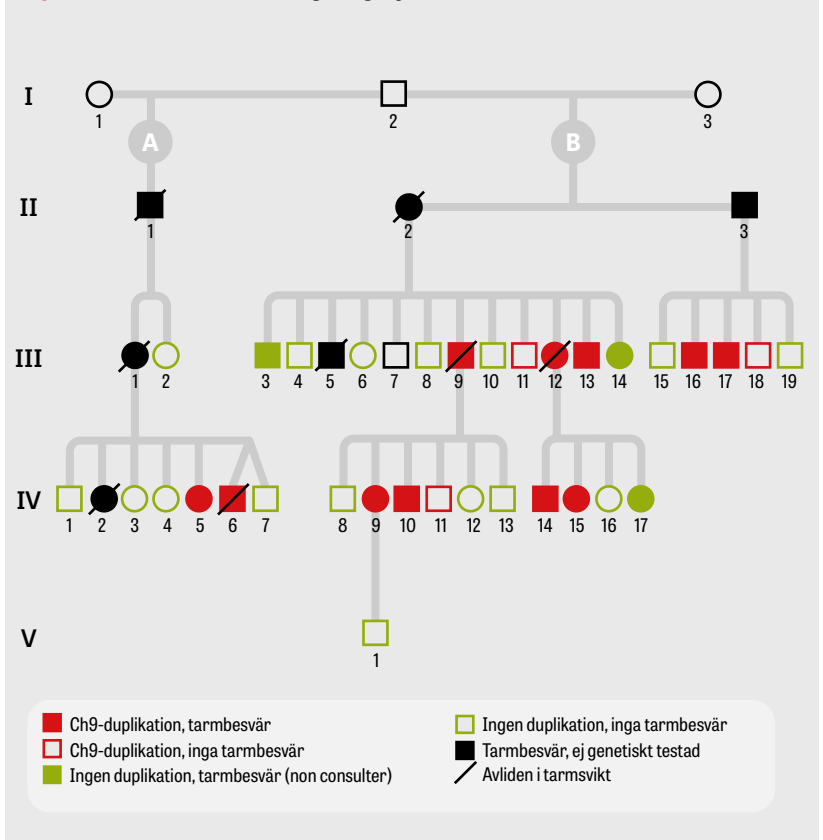 I
1 2 3
A B
II
1 2 3
III
1 2 3 4 5 6 7 8 9 10 11 12 13 14 15 16 17 18 19
IV
1 2 3 4 5 6 7 8 9 10 11 12 13 14 15 16 17
V
1
Ch9-duplikation, tarmbesvär
Ch9-duplikation, inga tarmbesvär
Ingen duplikation, tarmbesvär (non consulter)
Ingen duplikation, inga tarmbesvär
Tarmbesvär, ej genetiskt testad
Avliden i tarmsvikt